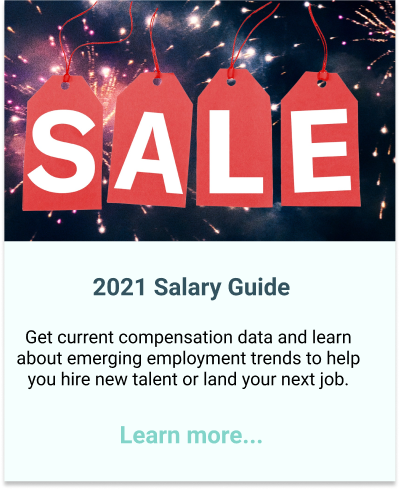 SALE
2021 Salary Guide
Get current compensation data and learn
about emerging employment trends to help
you hire new talent or land your next job.
Learn more...